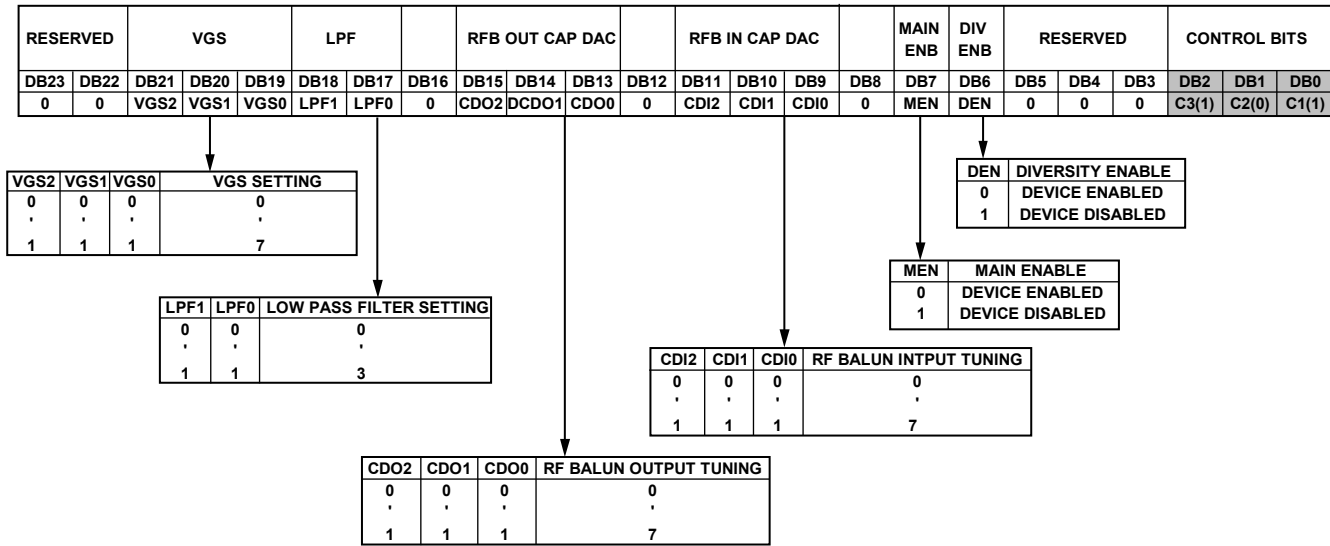 RESERVED VGS LPF RFB OUT CAP DAC RFB IN CAP DAC MAIN ENB DIV ENB RESERVED CONTROL BITS
DB23 DB22 DB21 DB20 DB19 DB18 DB17 DB16 DB15 DB14 DB13 DB12 DB11 DB10 DB9 DB8 DB7 DB6 DB5 DB4 DB3 DB2 DB1 DB0
0 0 VGS2 VGS1 VGS0 LPF1 LPF0 0 CDO2 DCDO1 CDO0 0 CDI2 CDI1 CDI0 0 MEN DEN 0 0 0 C3(1) C2(0) C1(1)
VGS2 VGS1 VGS0 VGS SETTING
0 0 0 0
' ' ' '
1 1 1 7
DEN DIVERSITY ENABLE
0 DEVICE ENABLED
1 DEVICE DISABLED
MEN MAIN ENABLE
0 DEVICE ENABLED
1 DEVICE DISABLED
LPF1 LPF0 LOW PASS FILTER SETTING
0 0 0
' ' '
1 1 3
CDI2 CDI1 CDI0 RF BALUN INTPUT TUNING
0 0 0 0
' ' ' '
1 1 1 7
CDO2 CDO1 CDO0 RF BALUN OUTPUT TUNING
0 0 0 0
' ' ' '
1 1 1 7